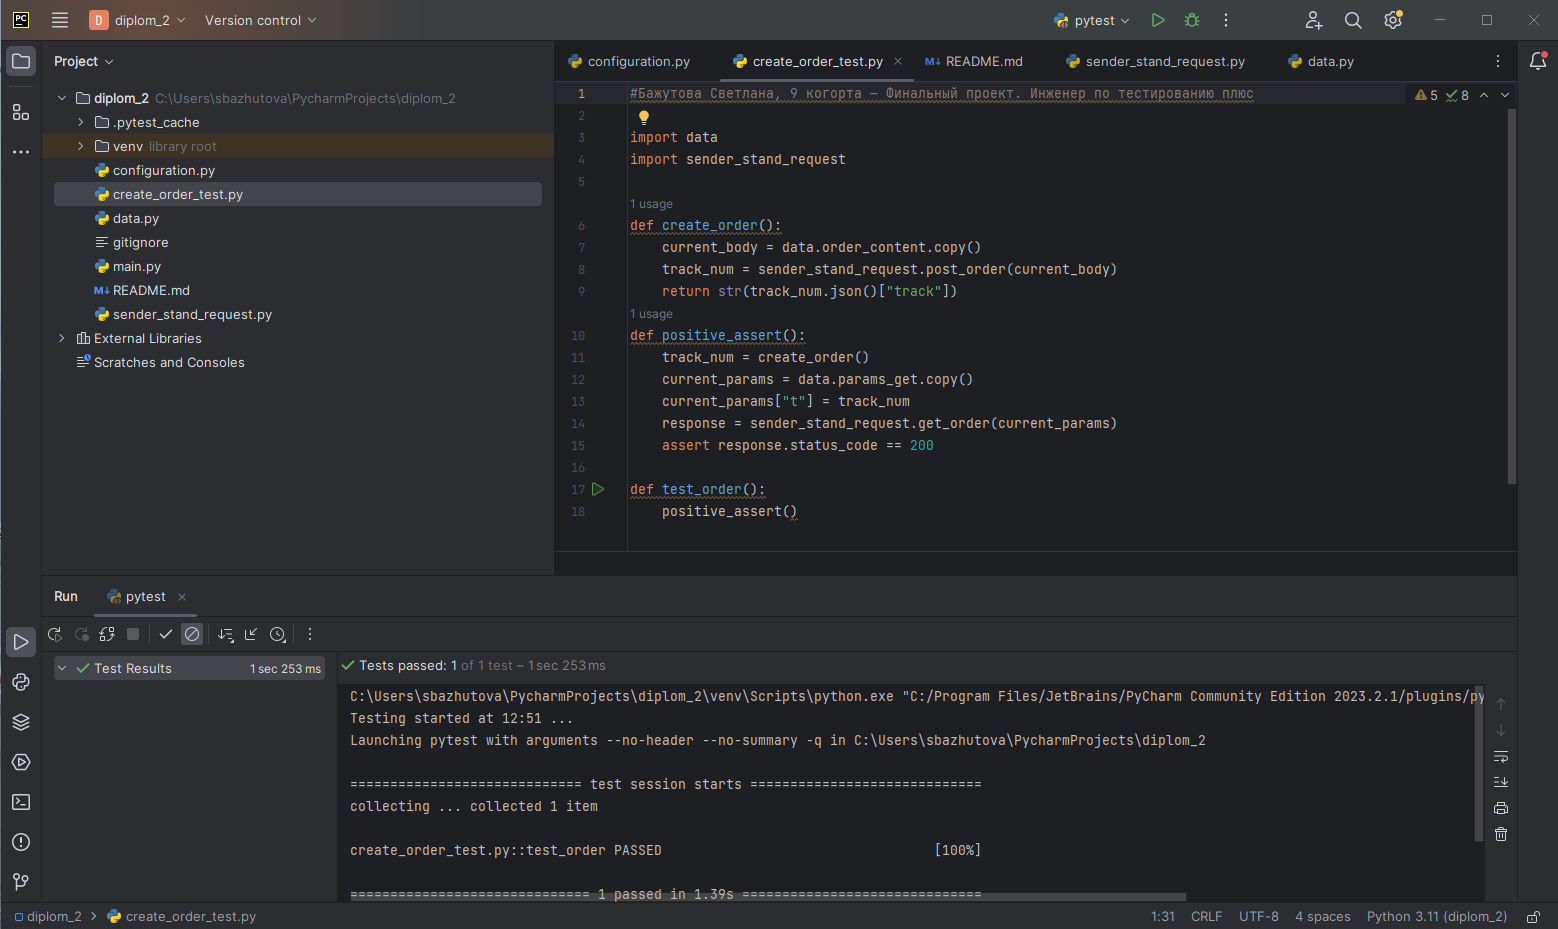 PC D diplom_2 Version control pytest
Project
diplom_2 C:\Users\sbazhutova\PycharmProjects\diplom_2
.pytest_cache
venv library root
configuration.py
create_order_test.py
data.py
gitignore
main.py
M↓ README.md
sender_stand_request.py
External Libraries
Scratches and Consoles
configuration.py create_order_test.py M↓ README.md sender_stand_request.py data.py
5 8
1 #Бажутова Светлана, 9 когорта — Финальный проект. Инженер по тестированию плюс
2
3 import data
4 import sender_stand_request
5
1 usage
6 def create_order():
7 current_body = data.order_content.copy()
8 track_num = sender_stand_request.post_order(current_body)
9 return str(track_num.json()["track"])
1 usage
10 def positive_assert():
11 track_num = create_order()
12 current_params = data.params_get.copy()
13 current_params["t"] = track_num
14 response = sender_stand_request.get_order(current_params)
15 assert response.status_code == 200
16
17 def test_order():
18 positive_assert()
Run pytest
Test Results 1 sec 253 ms
Tests passed: 1 of 1 test – 1 sec 253 ms
C:\Users\sbazhutova\PycharmProjects\diplom_2\venv\Scripts\python.exe "C:/Program Files/JetBrains/PyCharm Community Edition 2023.2.1/plugins/py
Testing started at 12:51 ...
Launching pytest with arguments --no-header --no-summary -q in C:\Users\sbazhutova\PycharmProjects\diplom_2
============================= test session starts =============================
collecting ... collected 1 item
create_order_test.py::test_order PASSED [100%]
============================== 1 passed in 1.39s ==============================
diplom_2 > create_order_test.py 1:31 CRLF UTF-8 4 spaces Python 3.11 (diplom_2)